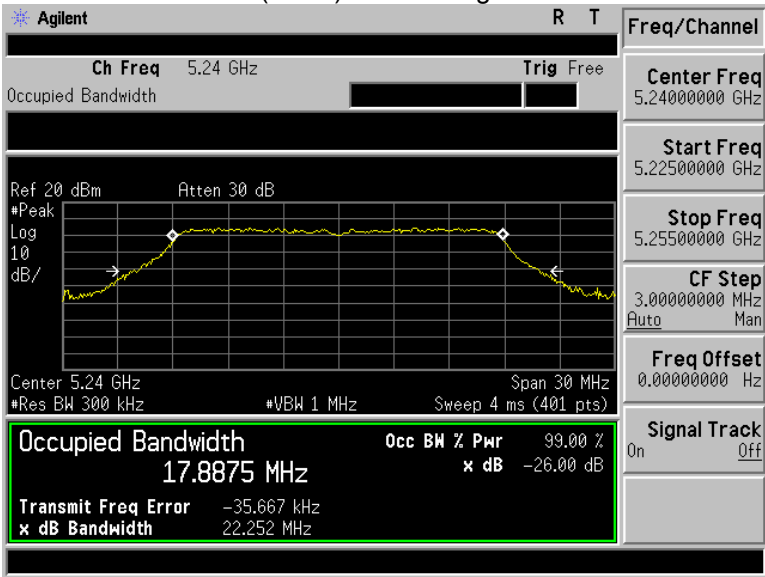 Agilent R T
Freq/Channel
Ch Freq 5.24 GHz Trig Free
Occupied Bandwidth
Center Freq
5.24000000 GHz
Start Freq
5.22500000 GHz
Stop Freq
5.25500000 GHz
CF Step
3.00000000 MHz
Auto Man
Freq Offset
0.00000000 Hz
Signal Track
On Off
Ref 20 dBm Atten 30 dB
#Peak
Log
10
dB/
Center 5.24 GHz Span 30 MHz
#Res BW 300 kHz #VBW 1 MHz Sweep 4 ms (401 pts)
Occupied Bandwidth
17.8875 MHz
Occ BW % Pwr 99.00 %
x dB -26.00 dB
Transmit Freq Error -35.667 kHz
x dB Bandwidth 22.252 MHz